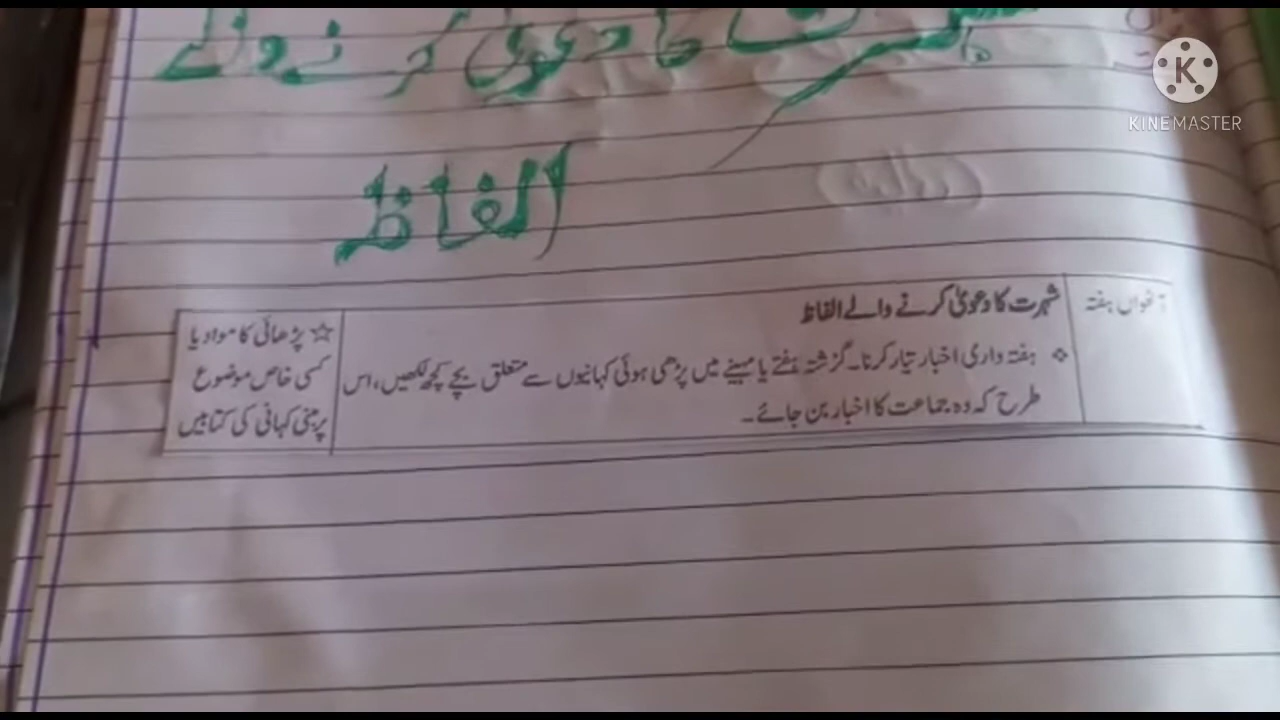 شہرت کا دعویٰ کرنے والے
KINEMASTER
الفاظ
آٹھواں ہفتہ
شہرت کا دعویٰ کرنے والے الفاظ
ہفتہ واری اخبار تیار کرنا۔ گزشتہ ہفتے یا مہینے میں پڑھی ہوئی کہانیوں سے متعلق بچے کچھ لکھیں، اس
طرح کہ وہ جماعت کا اخبار بن جائے۔
☆ پڑھائی کا مواد یا
کسی خاص موضوع
پر مبنی کہانی کی کتابیں